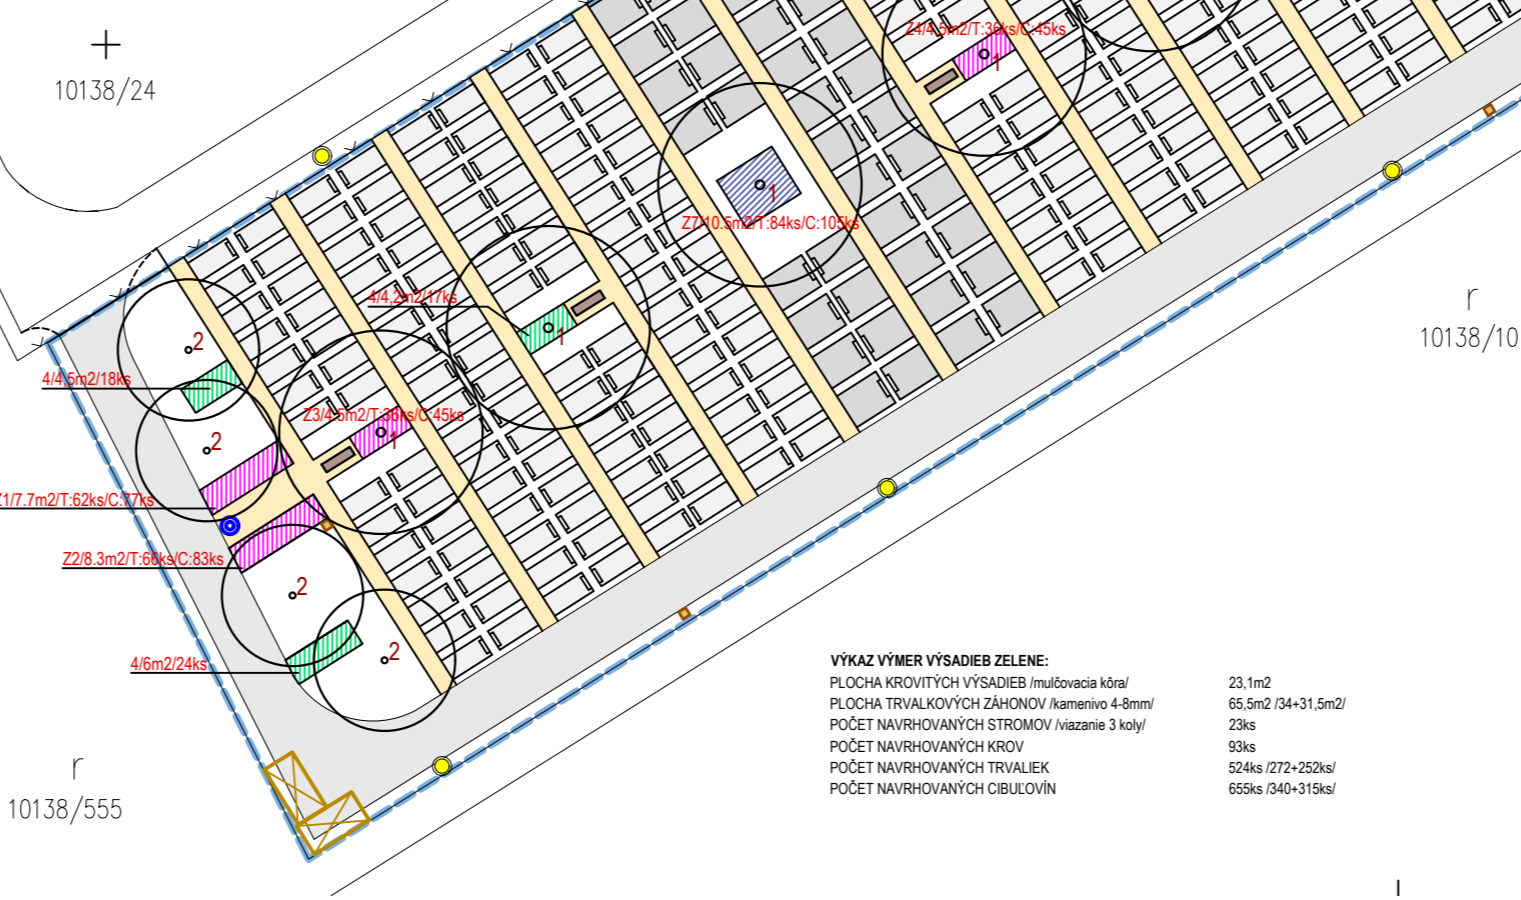 10138/24
Z4/4,5m2/T:36ks/C:45ks
1
1
Z7/10.5m2/T:84ks/C:105ks
4/4,2m2/17ks
1
2
4/4,5m2/18ks
Z3/4.5m2/T:36ks/C:45ks
1
2
Z1/7.7m2/T:62ks/C:77ks
Z2/8.3m2/T:66ks/C:83ks
2
4/6m2/24ks
2
r
10138/10
r
10138/555
VÝKAZ VÝMER VÝSADIEB ZELENE:
PLOCHA KROVITÝCH VÝSADIEB /mulčovacia kôra/ 23,1m2
PLOCHA TRVALKOVÝCH ZÁHONOV /kamenivo 4-8mm/ 65,5m2 /34+31,5m2/
POČET NAVRHOVANÝCH STROMOV /viazanie 3 koly/ 23ks
POČET NAVRHOVANÝCH KROV 93ks
POČET NAVRHOVANÝCH TRVALIEK 524ks /272+252ks/
POČET NAVRHOVANÝCH CIBUĽOVÍN 655ks /340+315ks/